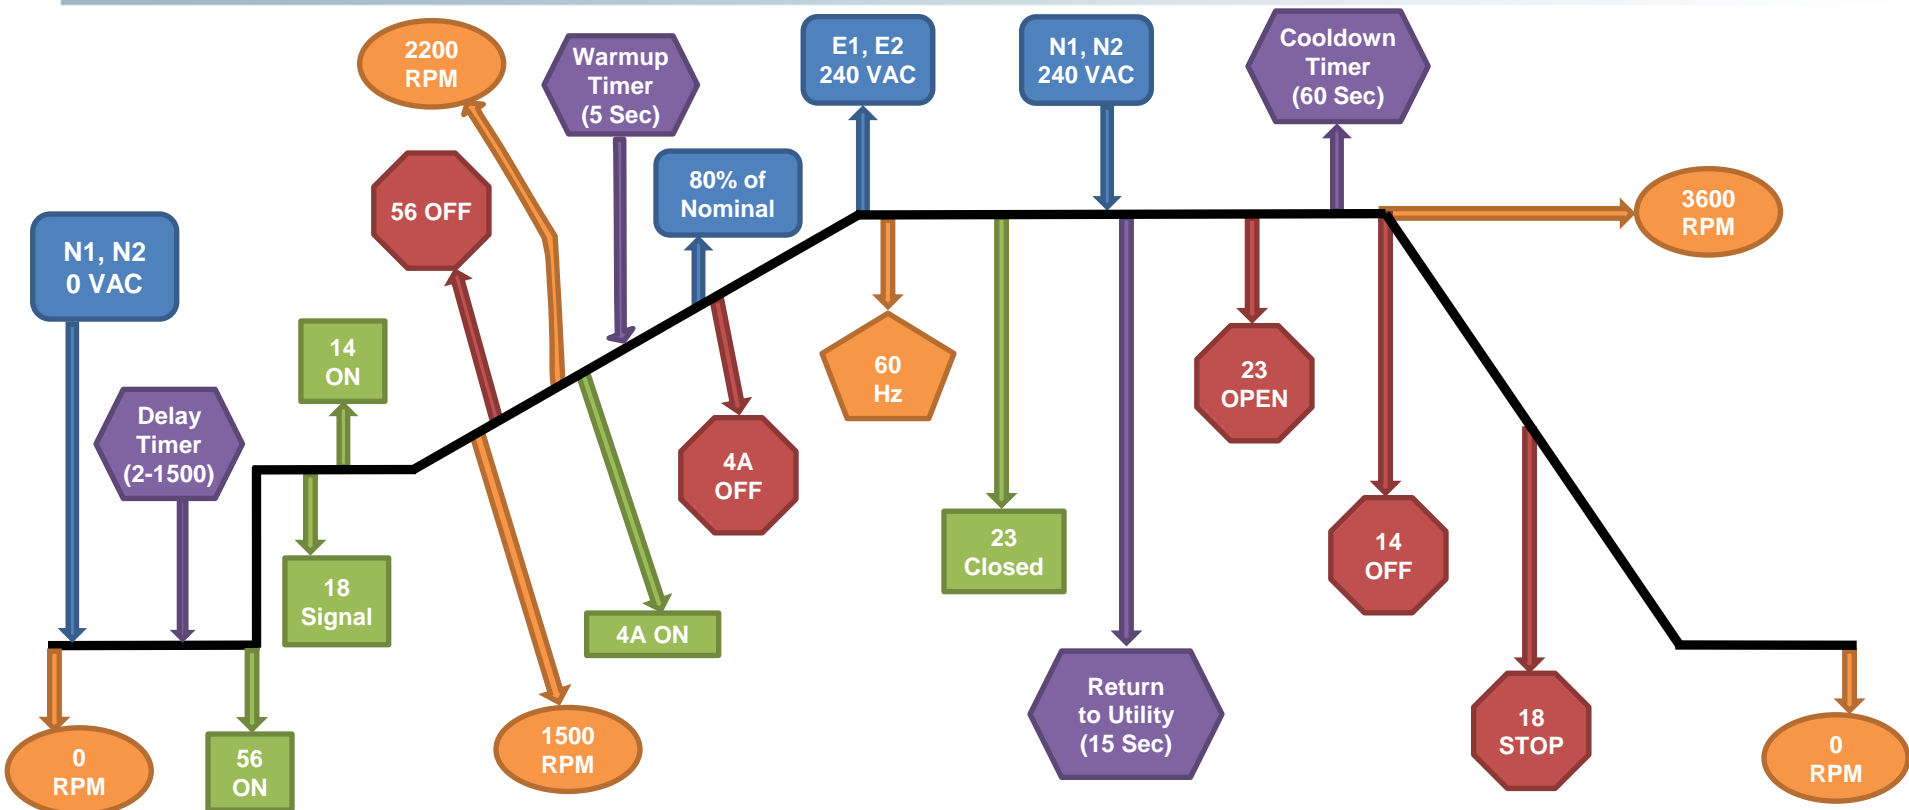 2200
RPM
Warmup
Timer
(5 Sec)
E1, E2
240 VAC
N1, N2
240 VAC
Cooldown
Timer
(60 Sec)
56 OFF
80% of
Nominal
3600
RPM
N1, N2
0 VAC
14
ON
60
Hz
23
OPEN
Delay
Timer
(2-1500)
4A
OFF
23
Closed
14
OFF
18
Signal
4A ON
Return
to Utility
(15 Sec)
18
STOP
0
RPM
56
ON
1500
RPM
0
RPM